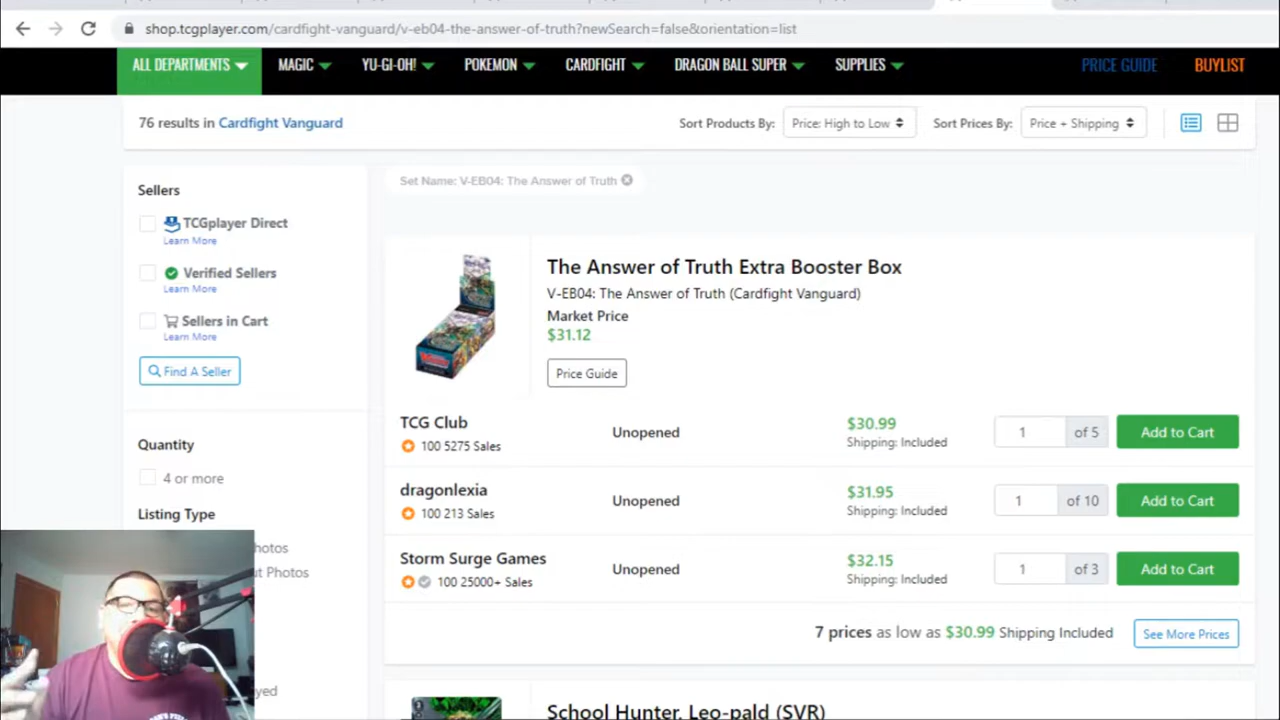 shop.tcgplayer.com/cardfight-vanguard/v-eb04-the-answer-of-truth?newSearch=false&orientation=list
ALL DEPARTMENTS MAGIC YU-GI-OH! POKEMON CARDFIGHT DRAGON BALL SUPER SUPPLIES PRICE GUIDE BUYLIST
76 results in Cardfight Vanguard Sort Products By: Price: High to Low Sort Prices By: Price + Shipping
Set Name: V-EB04: The Answer of Truth
Sellers
TCGplayer Direct
Learn More
Verified Sellers
Learn More
Sellers in Cart
Learn More
Find A Seller
Quantity
4 or more
Listing Type
hotos
t Photos
yed
The Answer of Truth Extra Booster Box
V-EB04: The Answer of Truth (Cardfight Vanguard)
Market Price
$31.12
Price Guide
TCG Club Unopened $30.99 1 of 5 Add to Cart
100 5275 Sales Shipping: Included
dragonlexia Unopened $31.95 1 of 10 Add to Cart
100 213 Sales Shipping: Included
Storm Surge Games Unopened $32.15 1 of 3 Add to Cart
100 25000+ Sales Shipping: Included
7 prices as low as $30.99 Shipping Included See More Prices
School Hunter, Leo-pald (SVR)